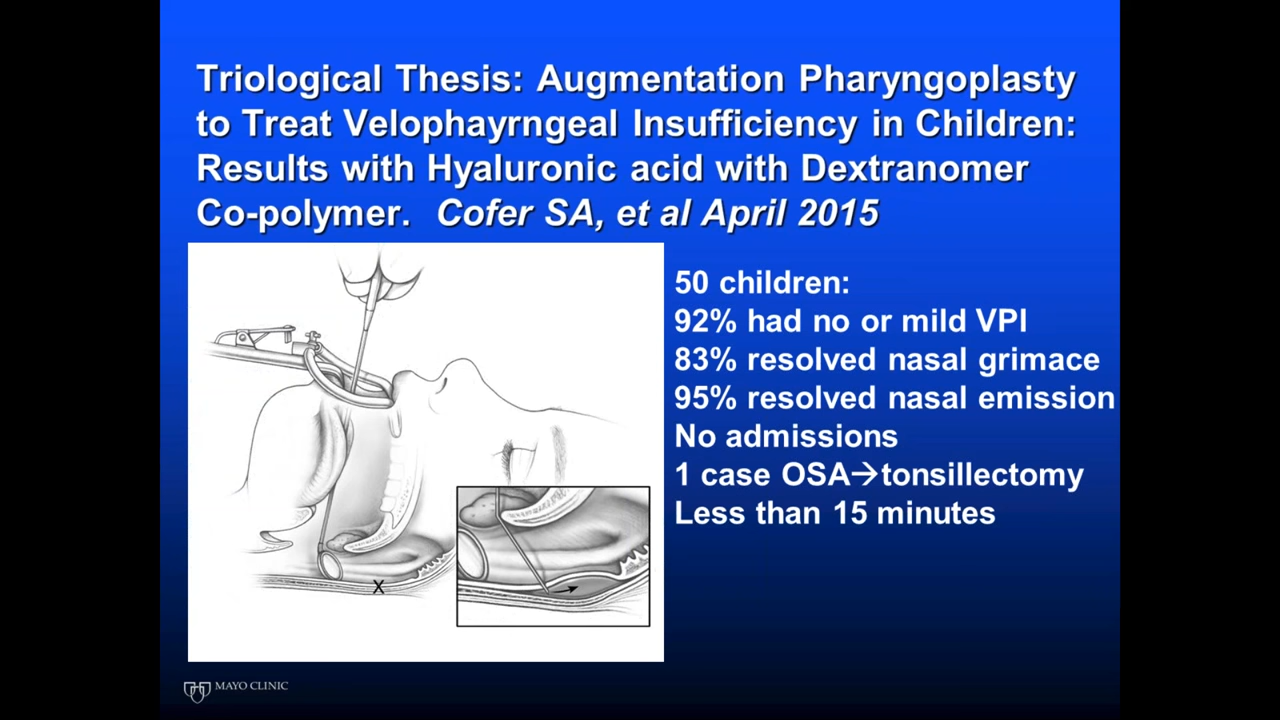 Triological Thesis: Augmentation Pharyngoplasty
to Treat Velophayrngeal Insufficiency in Children:
Results with Hyaluronic acid with Dextranomer
Co-polymer. Cofer SA, et al April 2015
50 children:
92% had no or mild VPI
83% resolved nasal grimace
95% resolved nasal emission
No admissions
1 case OSA→tonsillectomy
Less than 15 minutes
X
MAYO CLINIC